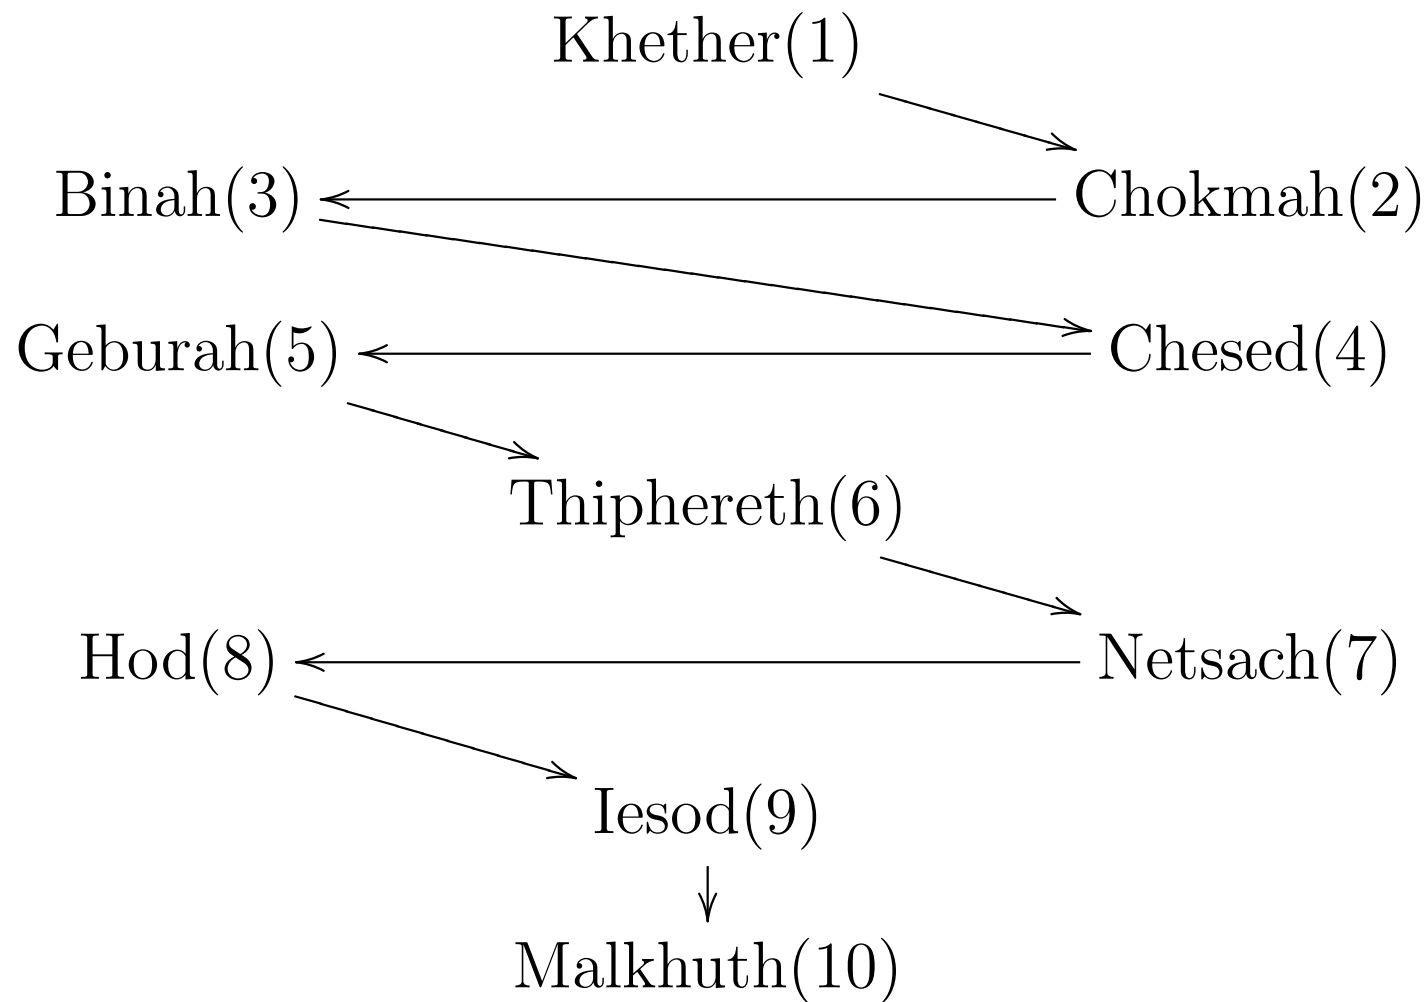 Khether(1)
Binah(3) Chokmah(2)
Geburah(5) Chesed(4)
Thiphereth(6)
Hod(8) Netsach(7)
Iesod(9)
Malkhuth(10)